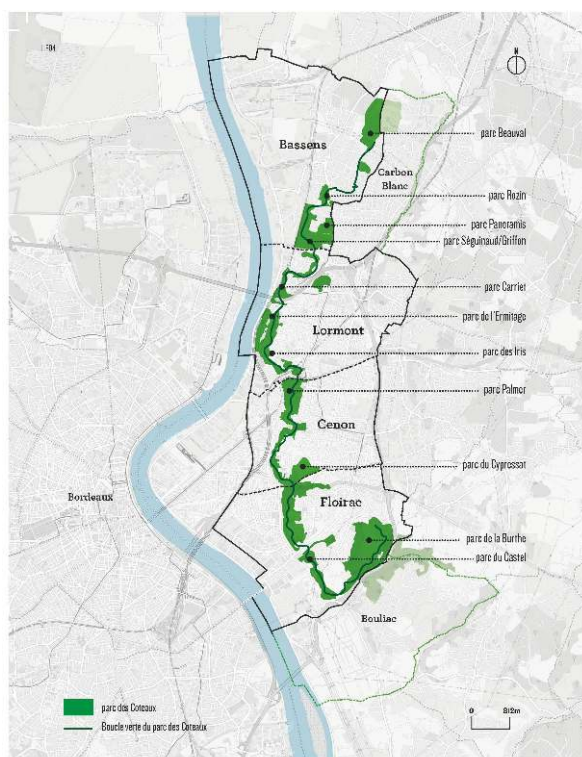 N
Bassens
parc Beauval
Carbon
Blanc
parc Rozin
parc Panoramis
parc Séguinaud/Griffon
parc Carriet
parc de l'Ermitage
Lormont
parc des Iris
parc Palmer
Cenon
parc du Cypressat
Bordeaux
Floirac
parc de la Burthe
parc du Castel
Bouliac
parc des Coteaux
Boucle verte du parc des Coteaux
0